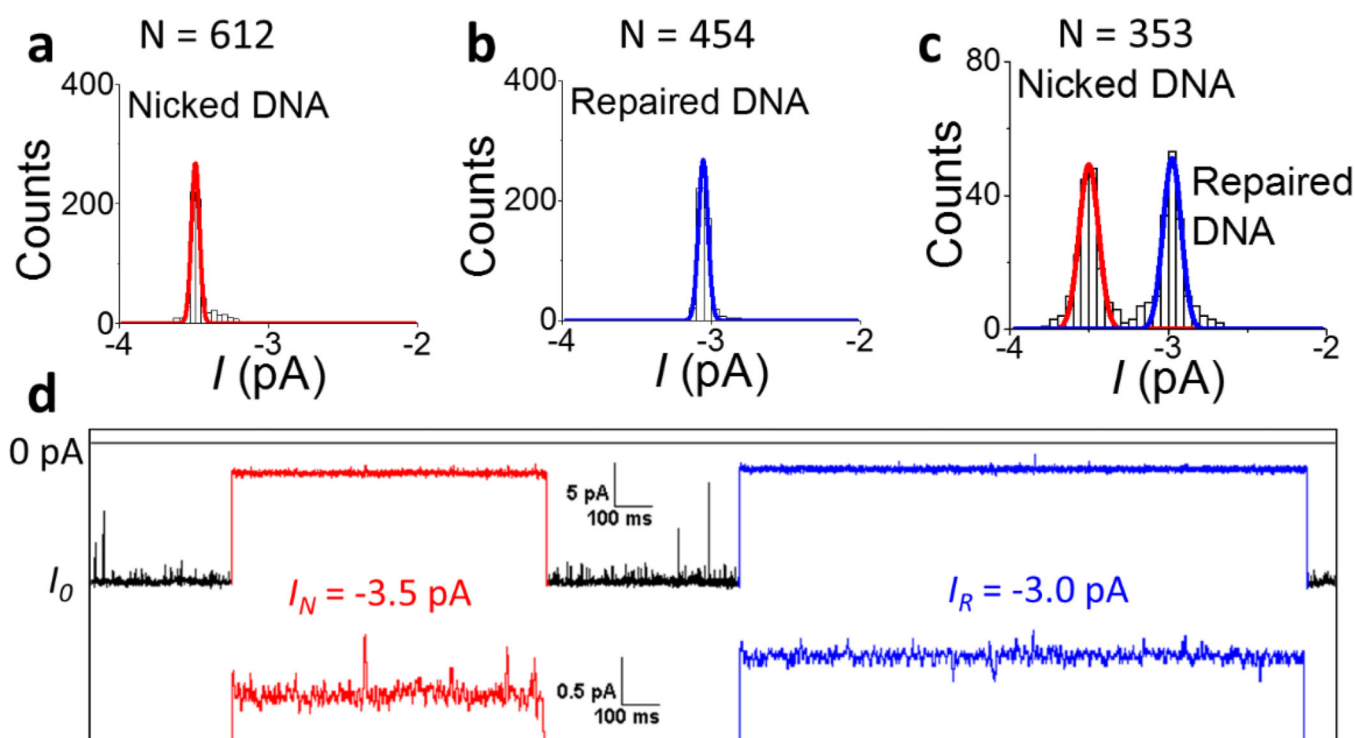 a N = 612
400
Nicked DNA
200
0
Counts
-4 -3 -2
I (pA)
b N = 454
400
Repaired DNA
200
0
Counts
-4 -3 -2
I (pA)
c N = 353
80
Nicked DNA
40
Repaired
DNA
0
Counts
-4 -3 -2
I (pA)
d
0 pA
5 pA
100 ms
I0
IN = -3.5 pA
IR = -3.0 pA
0.5 pA
100 ms